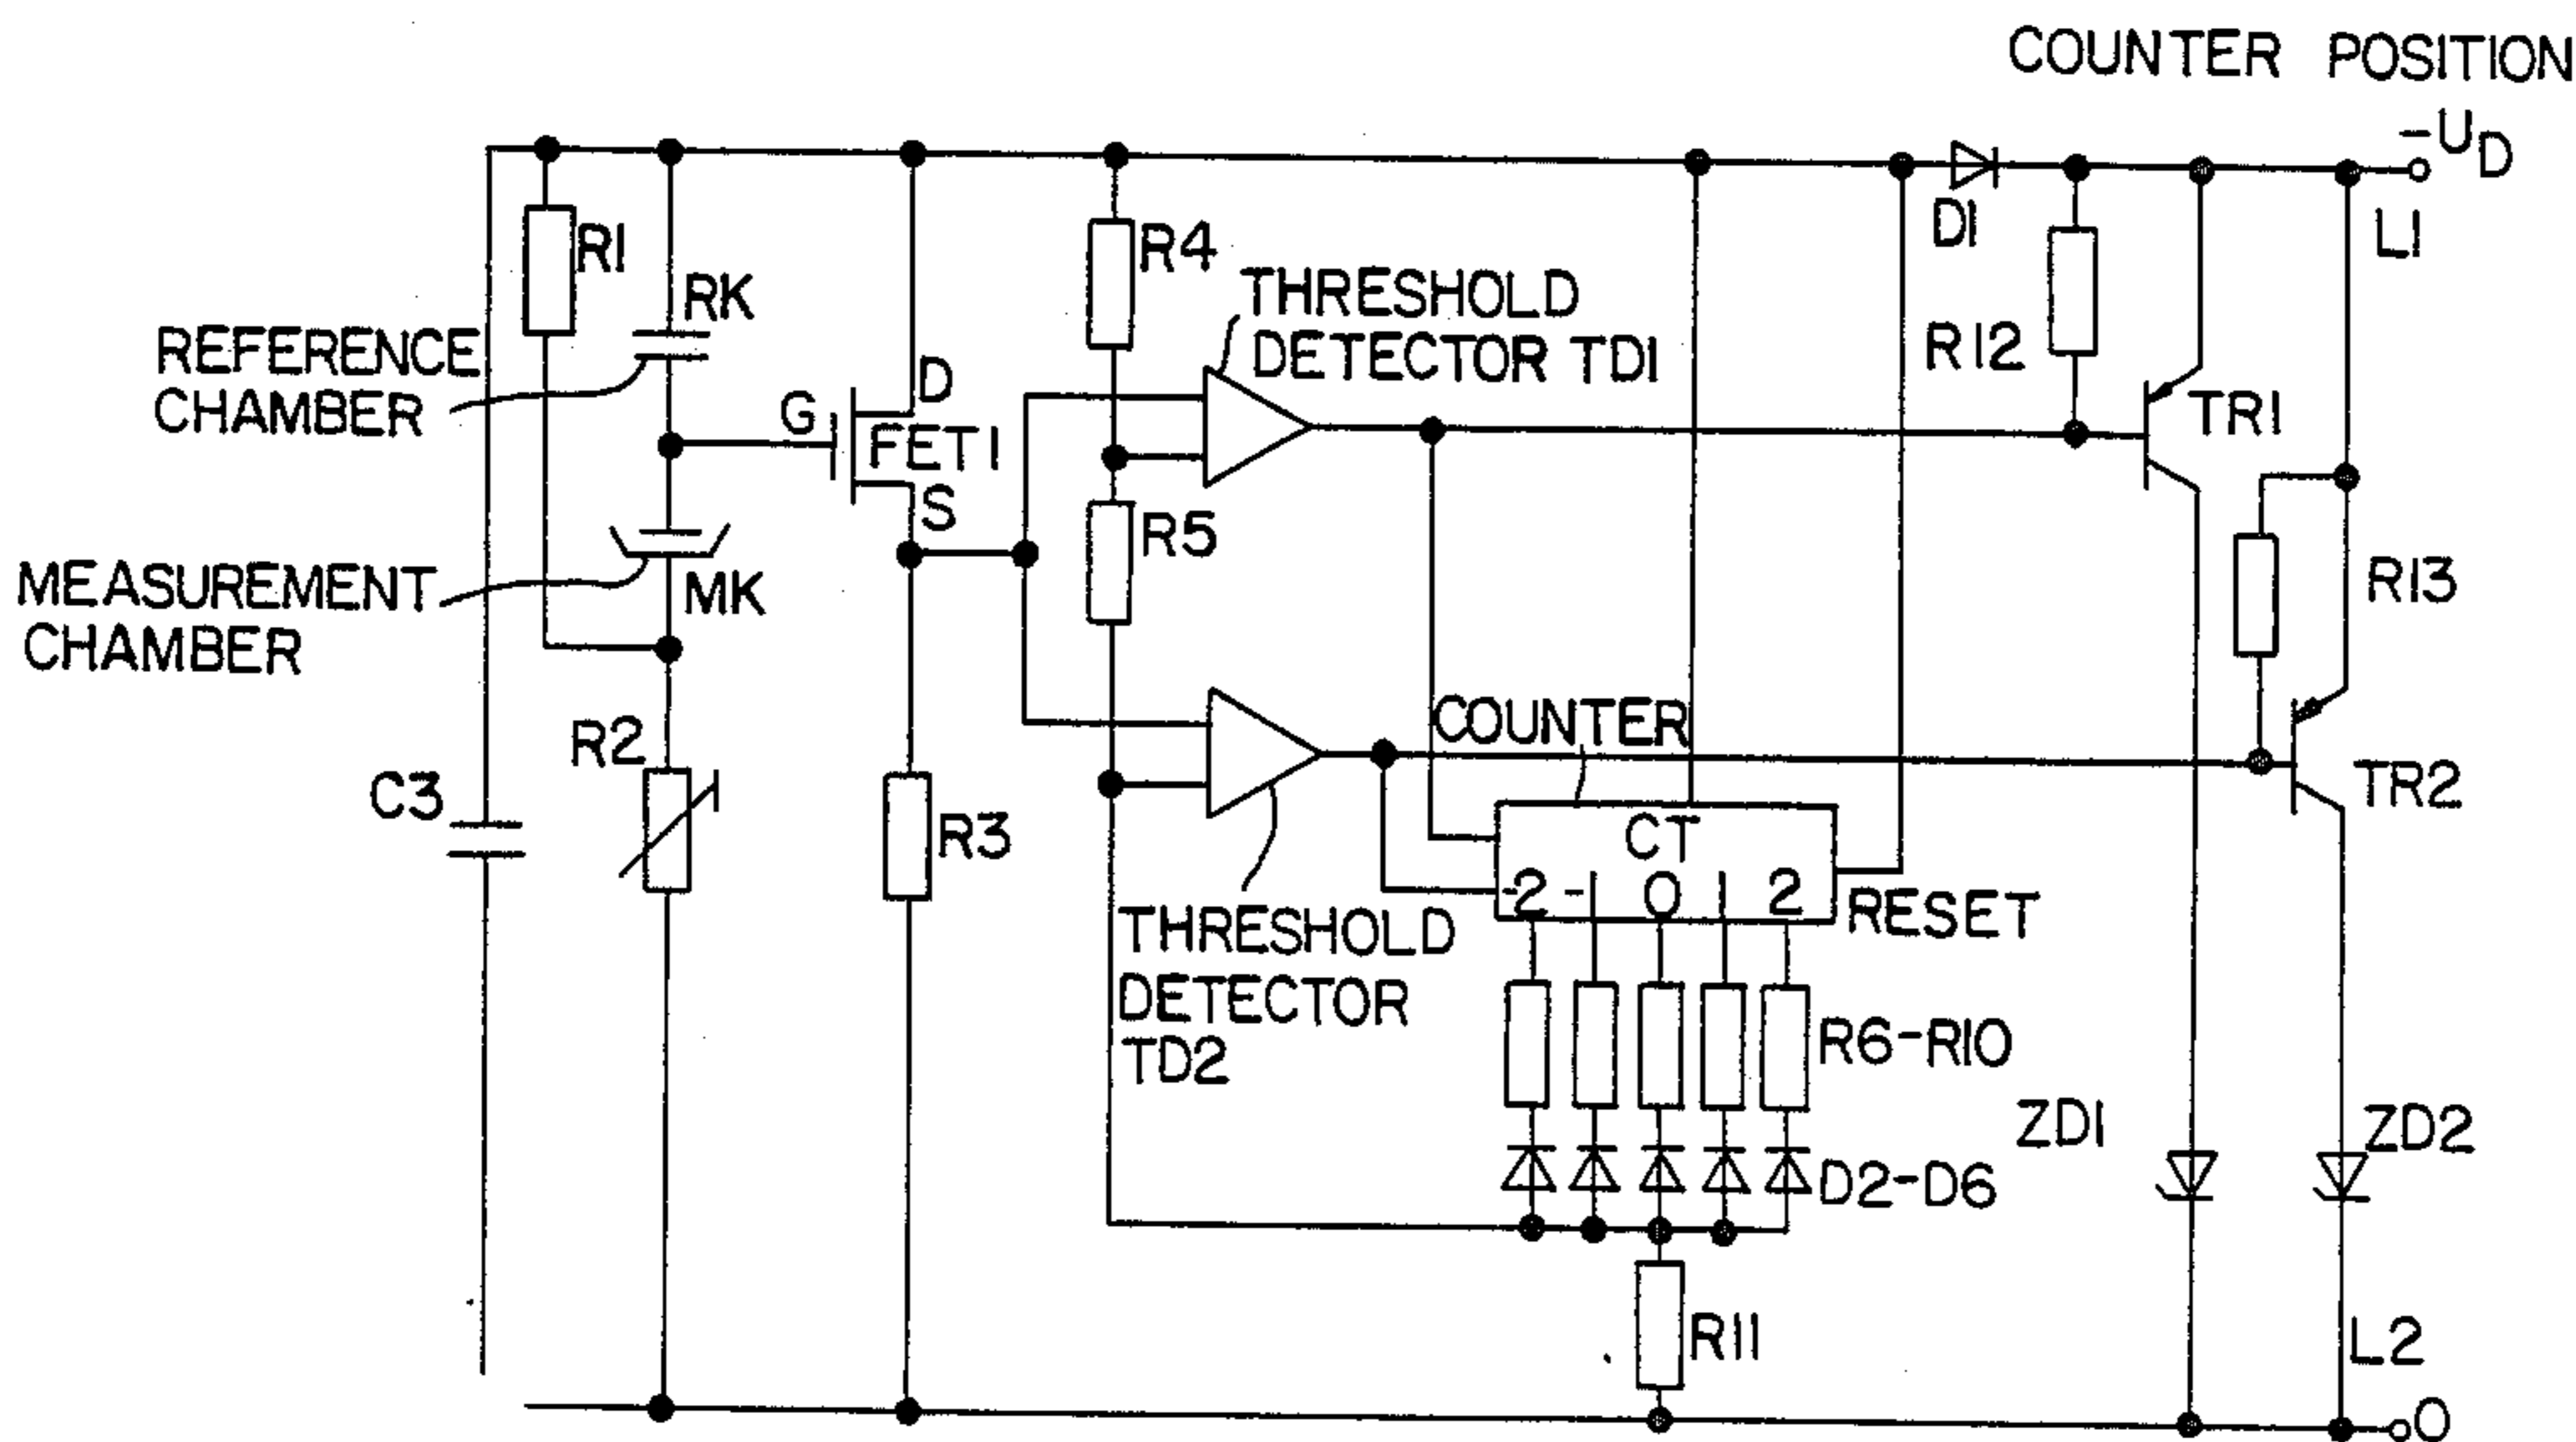 COUNTER POSITION
-UD
L1
D1
R1
RK
R4
THRESHOLD
DETECTOR TD1
R12
REFERENCE
CHAMBER
G
D
FET1
S
TR1
R5
R13
MEASUREMENT
CHAMBER
MK
R2
C3
R3
COUNTER
TR2
CT
-2 -1 0 1 2
RESET
THRESHOLD
DETECTOR
TD2
R6-R10
ZD1
ZD2
D2-D6
R11
L2
0